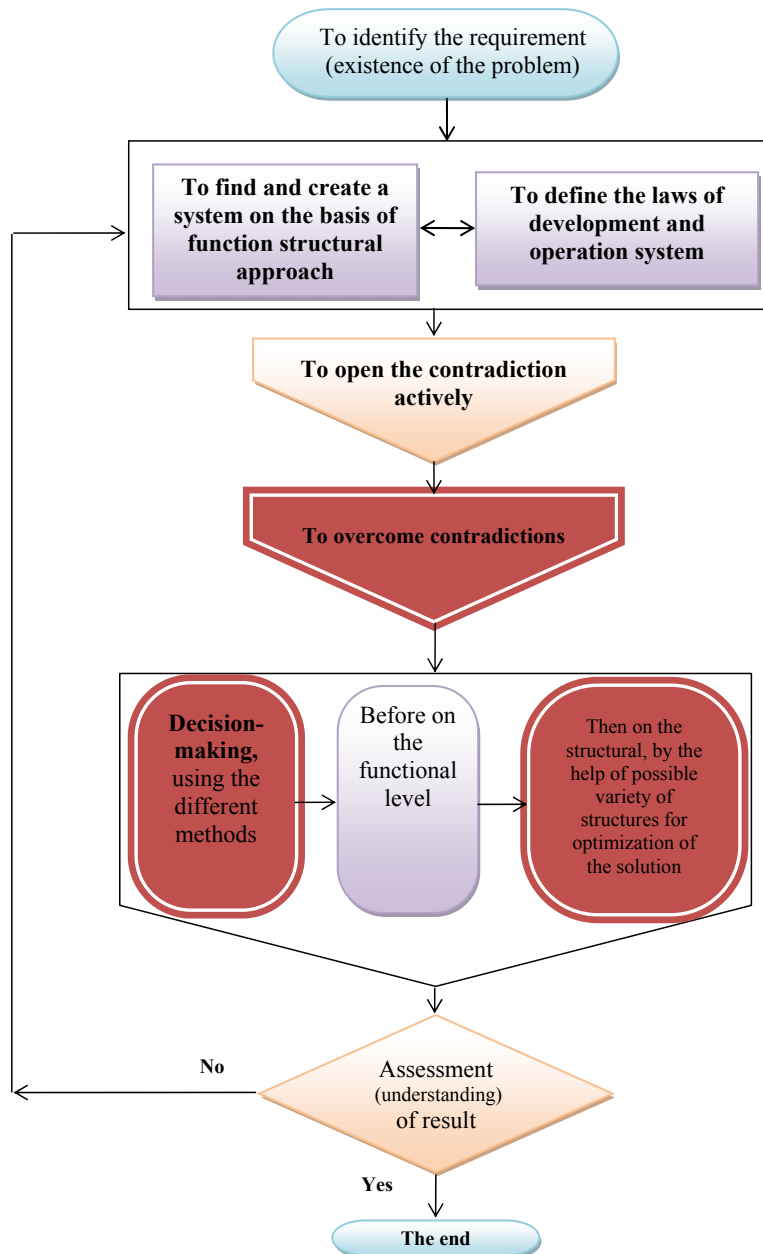 To identify the requirement
(existence of the problem)
To find and create a
system on the basis of
function structural
approach
To define the laws of
development and
operation system
To open the contradiction
actively
To overcome contradictions
Decision-
making,
using the
different
methods
Before on
the
functional
level
Then on the
structural, by the
help of possible
variety of
structures for
optimization of
the solution
No
Assessment
(understanding)
of result
Yes
The end